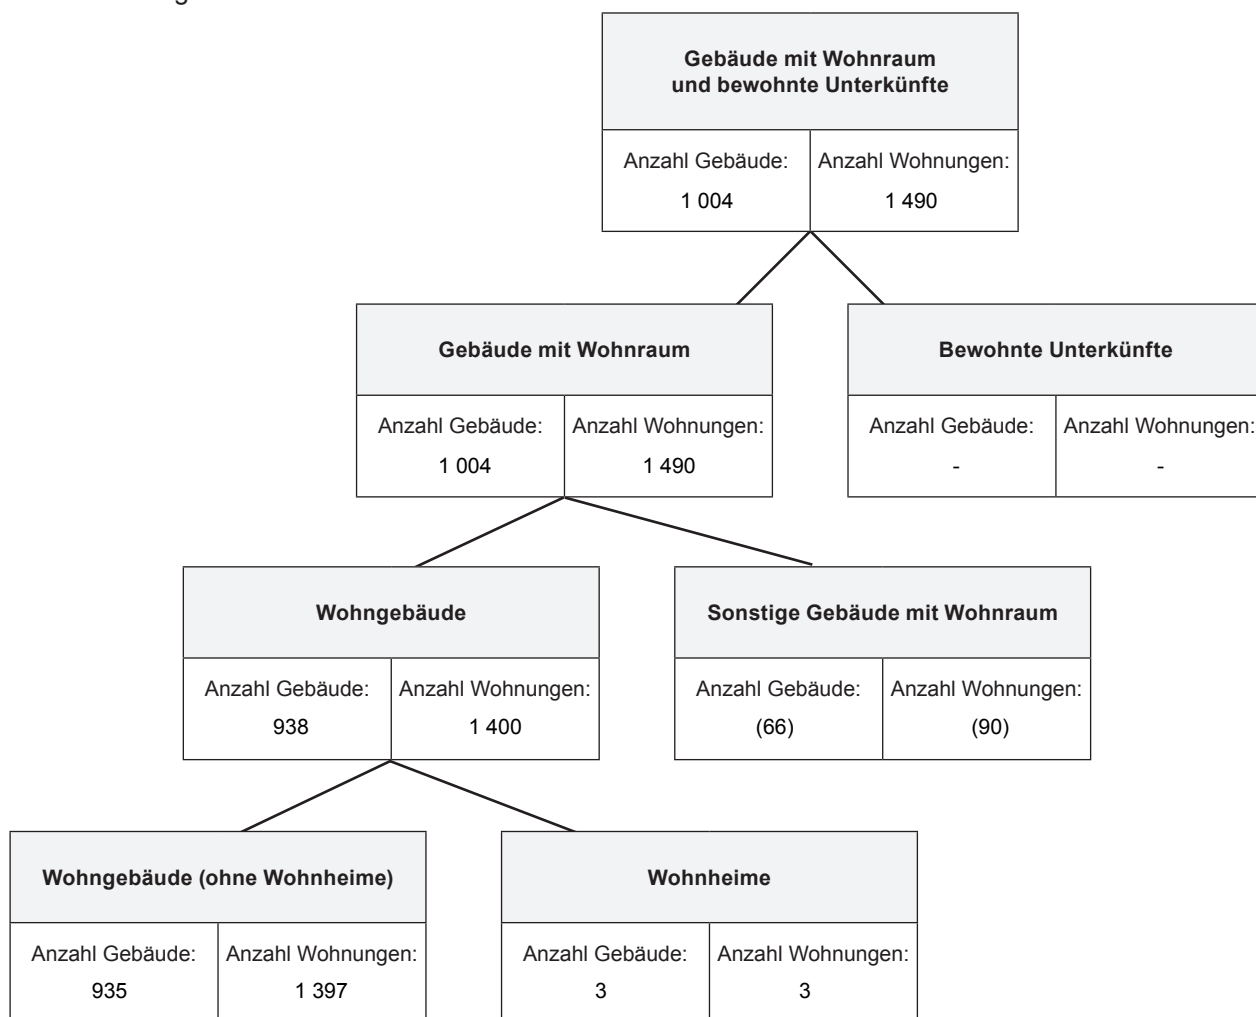 Gebäude mit Wohnraum
und bewohnte Unterkünfte
Anzahl Gebäude: Anzahl Wohnungen:
1 004 1 490
Gebäude mit Wohnraum Bewohnte Unterkünfte
Anzahl Gebäude: Anzahl Wohnungen: Anzahl Gebäude: Anzahl Wohnungen:
1 004 1 490 - -
Wohngebäude Sonstige Gebäude mit Wohnraum
Anzahl Gebäude: Anzahl Wohnungen: Anzahl Gebäude: Anzahl Wohnungen:
938 1 400 (66) (90)
Wohngebäude (ohne Wohnheime) Wohnheime
Anzahl Gebäude: Anzahl Wohnungen: Anzahl Gebäude: Anzahl Wohnungen:
935 1 397 3 3